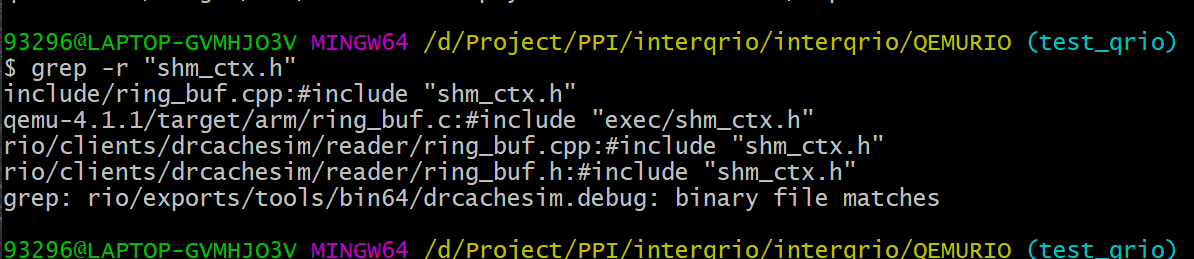 93296@LAPTOP-GVMHJO3V MINGW64 /d/Project/PPI/interqrio/interqrio/QEMURIO (test_qrio)
$ grep -r "shm_ctx.h"
include/ring_buf.cpp:#include "shm_ctx.h"
qemu-4.1.1/target/arm/ring_buf.c:#include "exec/shm_ctx.h"
rio/clients/drcachesim/reader/ring_buf.cpp:#include "shm_ctx.h"
rio/clients/drcachesim/reader/ring_buf.h:#include "shm_ctx.h"
grep: rio/exports/tools/bin64/drcachesim.debug: binary file matches
93296@LAPTOP-GVMHJO3V MINGW64 /d/Project/PPI/interqrio/interqrio/QEMURIO (test_qrio)